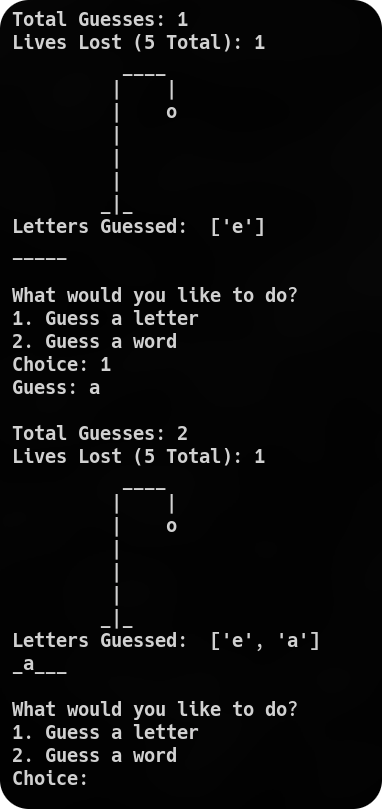 Total Guesses: 1
Lives Lost (5 Total): 1
          ____
         |    |
         |    o
         |
         |
         |
        _|_
Letters Guessed:  ['e']
_____

What would you like to do?
1. Guess a letter
2. Guess a word
Choice: 1
Guess: a

Total Guesses: 2
Lives Lost (5 Total): 1
          ____
         |    |
         |    o
         |
         |
         |
        _|_
Letters Guessed:  ['e', 'a']
_a___

What would you like to do?
1. Guess a letter
2. Guess a word
Choice: